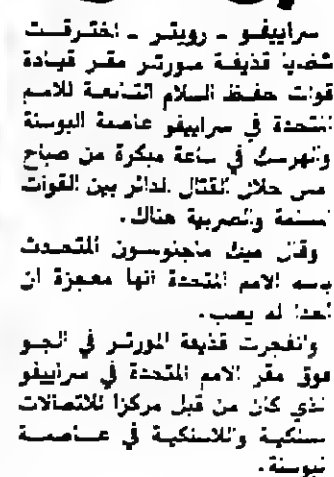 سراييفو ـ رويتر ـ اخترقت
شظايا قذيفة مورتر مقر قيادة
قوات حفظ السلام التابعة للامم
المتحدة في سراييفو عاصمة البوسنة
والهرسك في ساعة مبكرة من صباح
امس خلال القتال الدائر بين القوات
المسلمة والصربية هناك.
وقال ميك ماجنوسون المتحدث
باسم الامم المتحدة انها معجزة ان
احدا لم يصب.
وانفجرت قذيفة المورتر في الجو
فوق مقر الامم المتحدة في سراييفو
الذي كان من قبل مركزا للاتصالات
السلكية واللاسلكية في عاصمة
البوسنة.